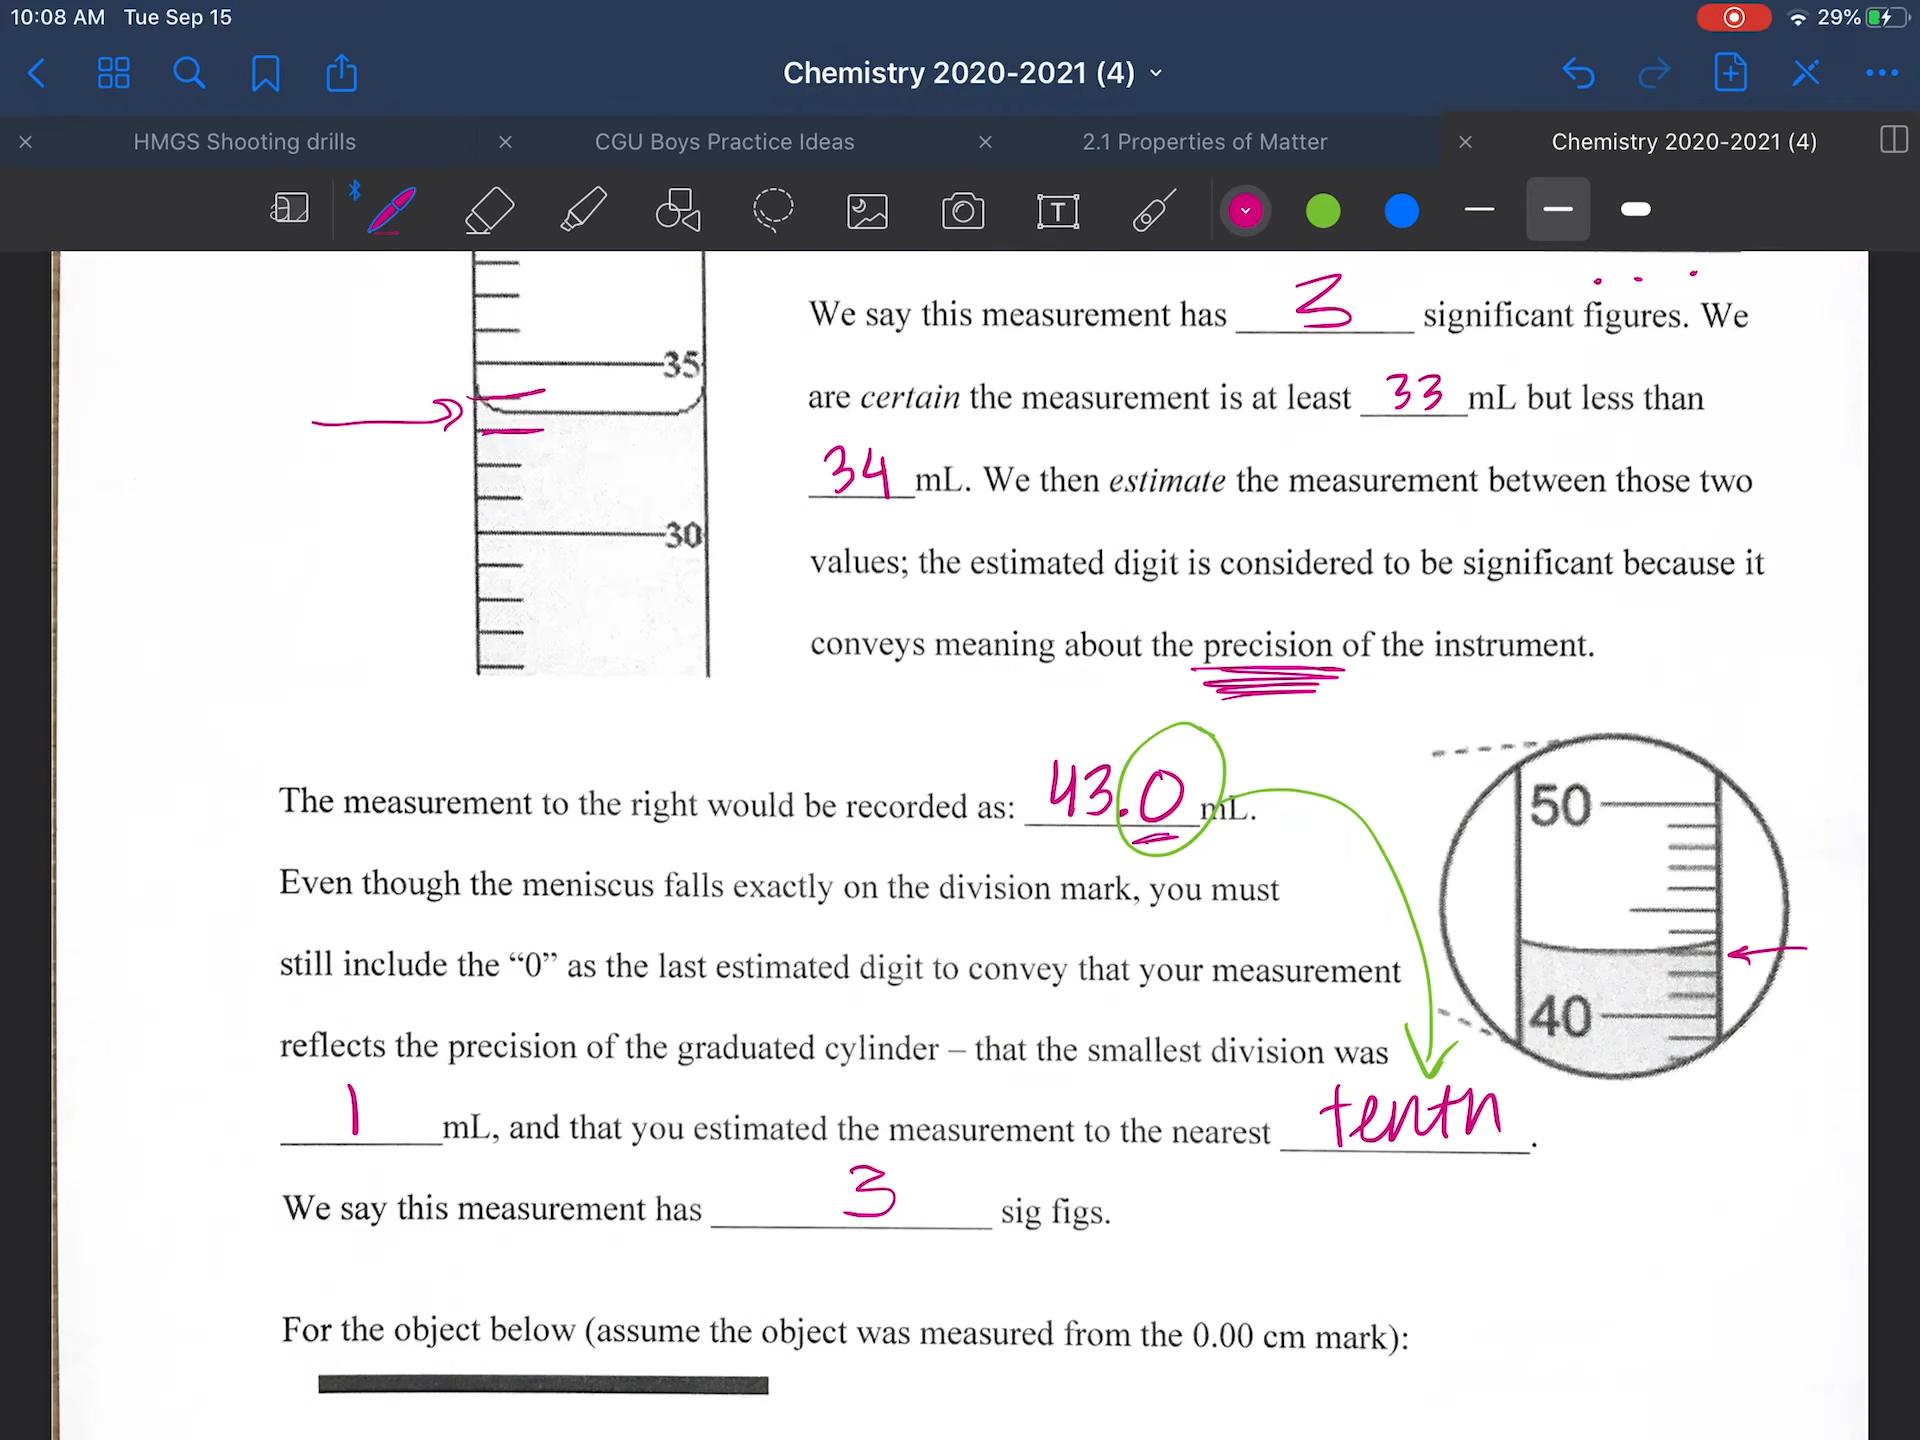 10:08 AM Tue Sep 15
29%
Chemistry 2020-2021 (4)
HMGS Shooting drills
CGU Boys Practice Ideas
2.1 Properties of Matter
Chemistry 2020-2021 (4)
We say this measurement has 3 significant figures. We
are certain the measurement is at least 33 mL but less than
34 mL. We then estimate the measurement between those two
values; the estimated digit is considered to be significant because it
conveys meaning about the precision of the instrument.
35
30
The measurement to the right would be recorded as: 43.0 mL.
Even though the meniscus falls exactly on the division mark, you must
still include the “0” as the last estimated digit to convey that your measurement
reflects the precision of the graduated cylinder – that the smallest division was
1 mL, and that you estimated the measurement to the nearest tenth.
We say this measurement has 3 sig figs.
50
40
For the object below (assume the object was measured from the 0.00 cm mark):